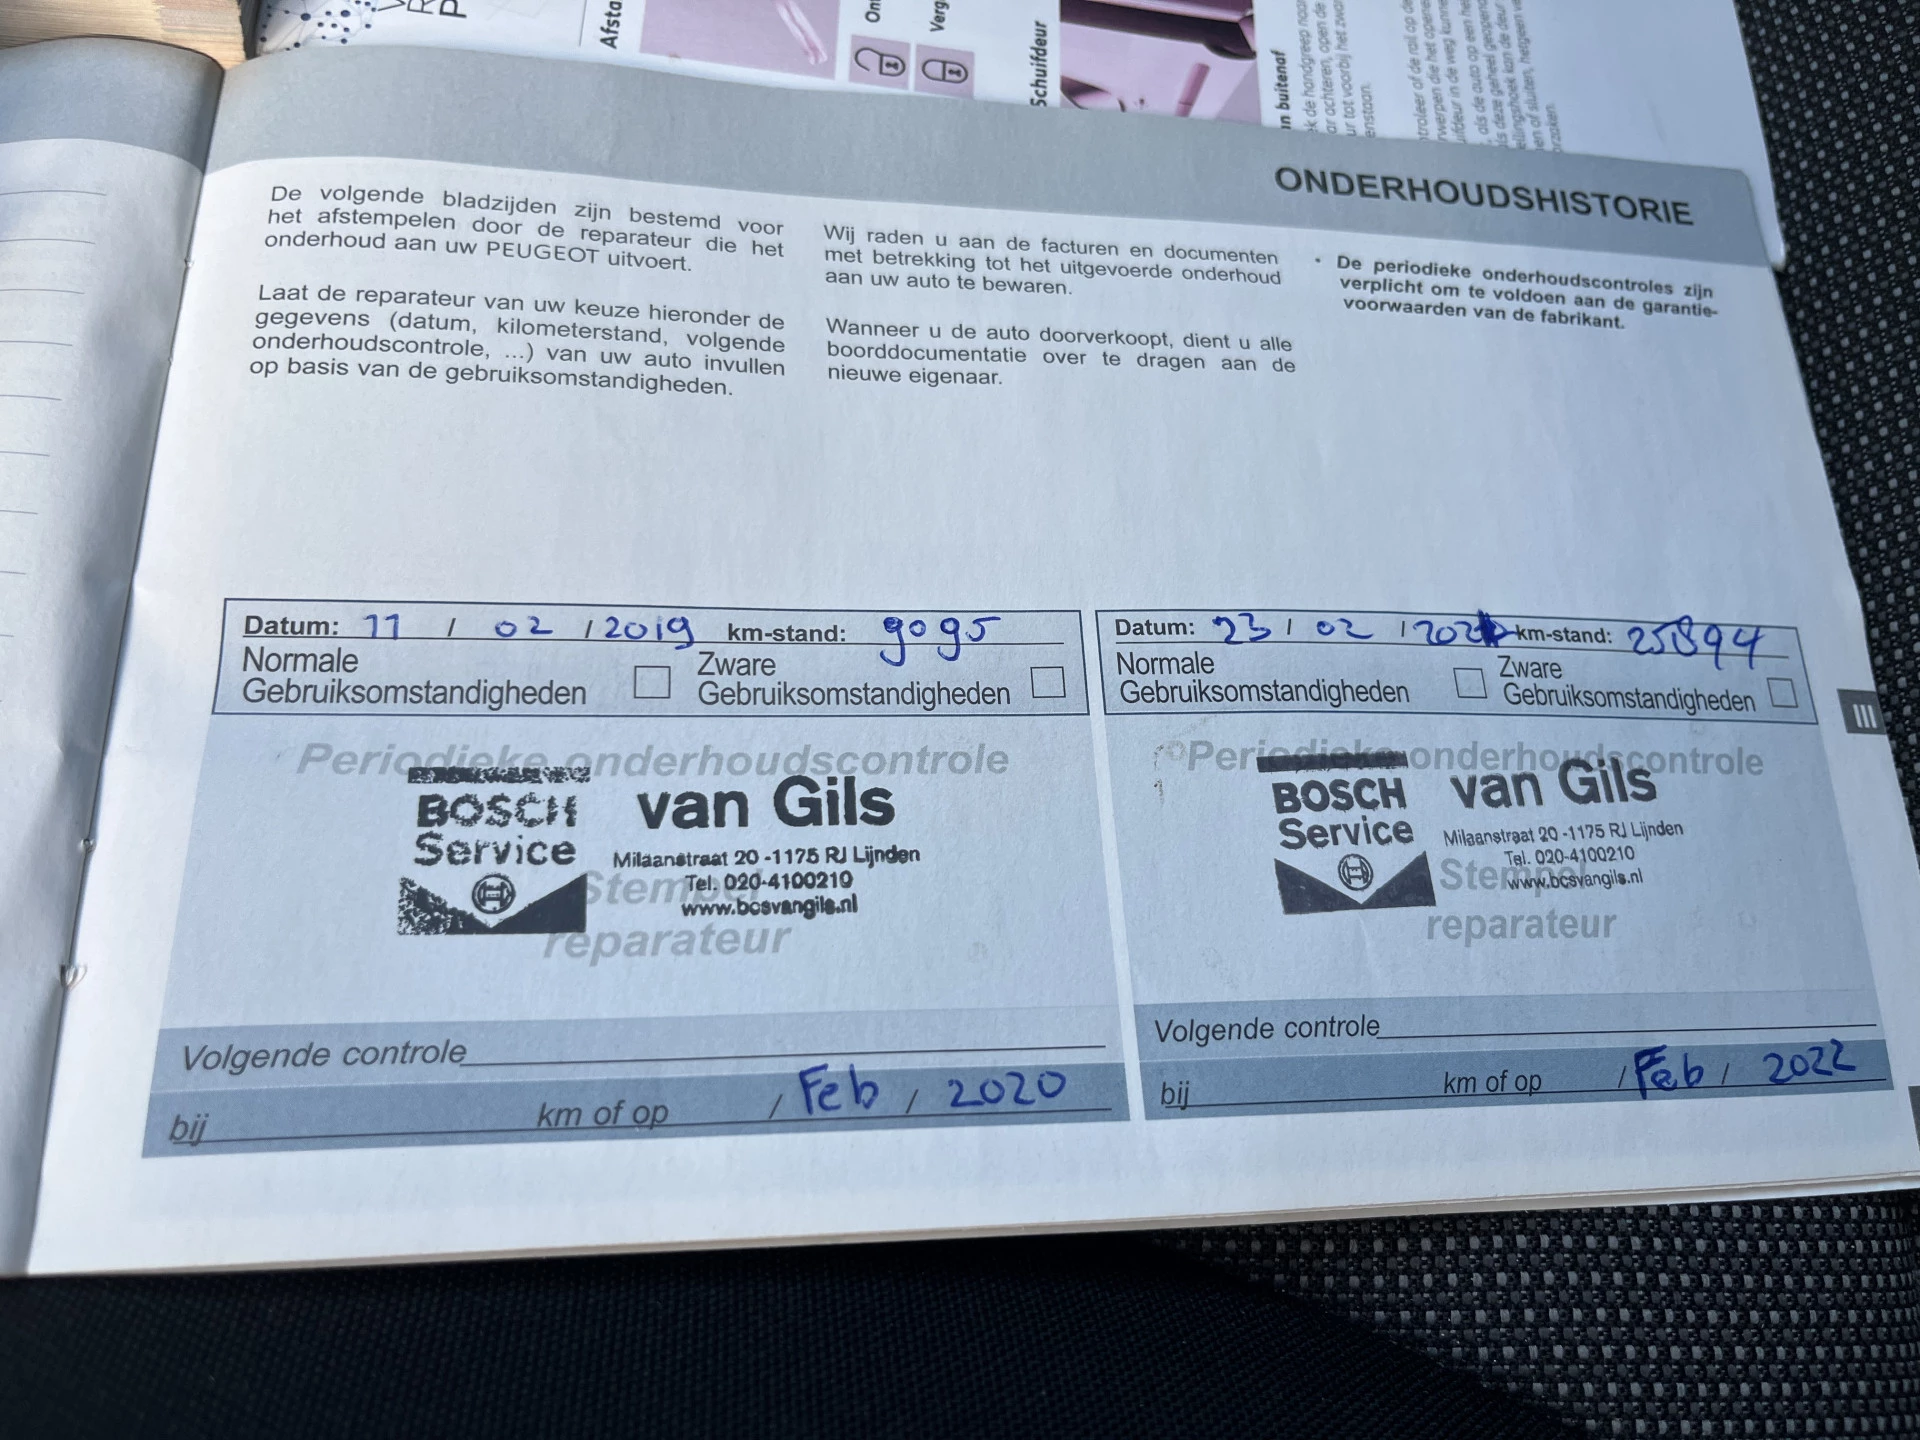 Afsta
Schuifdeur
n buitenaf
ONDERHOUDSHISTORIE
De volgende bladzijden zijn bestemd voor
het afstempelen door de reparateur die het
onderhoud aan uw PEUGEOT uitvoert.
Laat de reparateur van uw keuze hieronder de
gegevens (datum, kilometerstand, volgende
onderhoudscontrole, ...) van uw auto invullen
op basis van de gebruiksomstandigheden.
Wij raden u aan de facturen en documenten
met betrekking tot het uitgevoerde onderhoud
aan uw auto te bewaren.
Wanneer u de auto doorverkoopt, dient u alle
boorddocumentatie over te dragen aan de
nieuwe eigenaar.
• De periodieke onderhoudscontroles zijn
verplicht om te voldoen aan de garantie-
voorwaarden van de fabrikant.
Datum: 11 / 02 / 2019 km-stand: 9095
Normale
Gebruiksomstandigheden
Zware
Gebruiksomstandigheden
Periodieke onderhoudscontrole
BOSCH
Service
van Gils
Milaanstraat 20 - 1175 RJ Lijnden
Tel. 020-4100210
www.bcsvangils.nl
Stempel
reparateur
Volgende controle
bij km of op / Feb / 2020
Datum: 23 / 02 / 2021 km-stand: 25894
Normale
Gebruiksomstandigheden
Zware
Gebruiksomstandigheden
Periodieke onderhoudscontrole
BOSCH
Service
van Gils
Milaanstraat 20 - 1175 RJ Lijnden
Tel. 020-4100210
www.bcsvangils.nl
Stempel
reparateur
Volgende controle
bij km of op / Feb / 2022
III